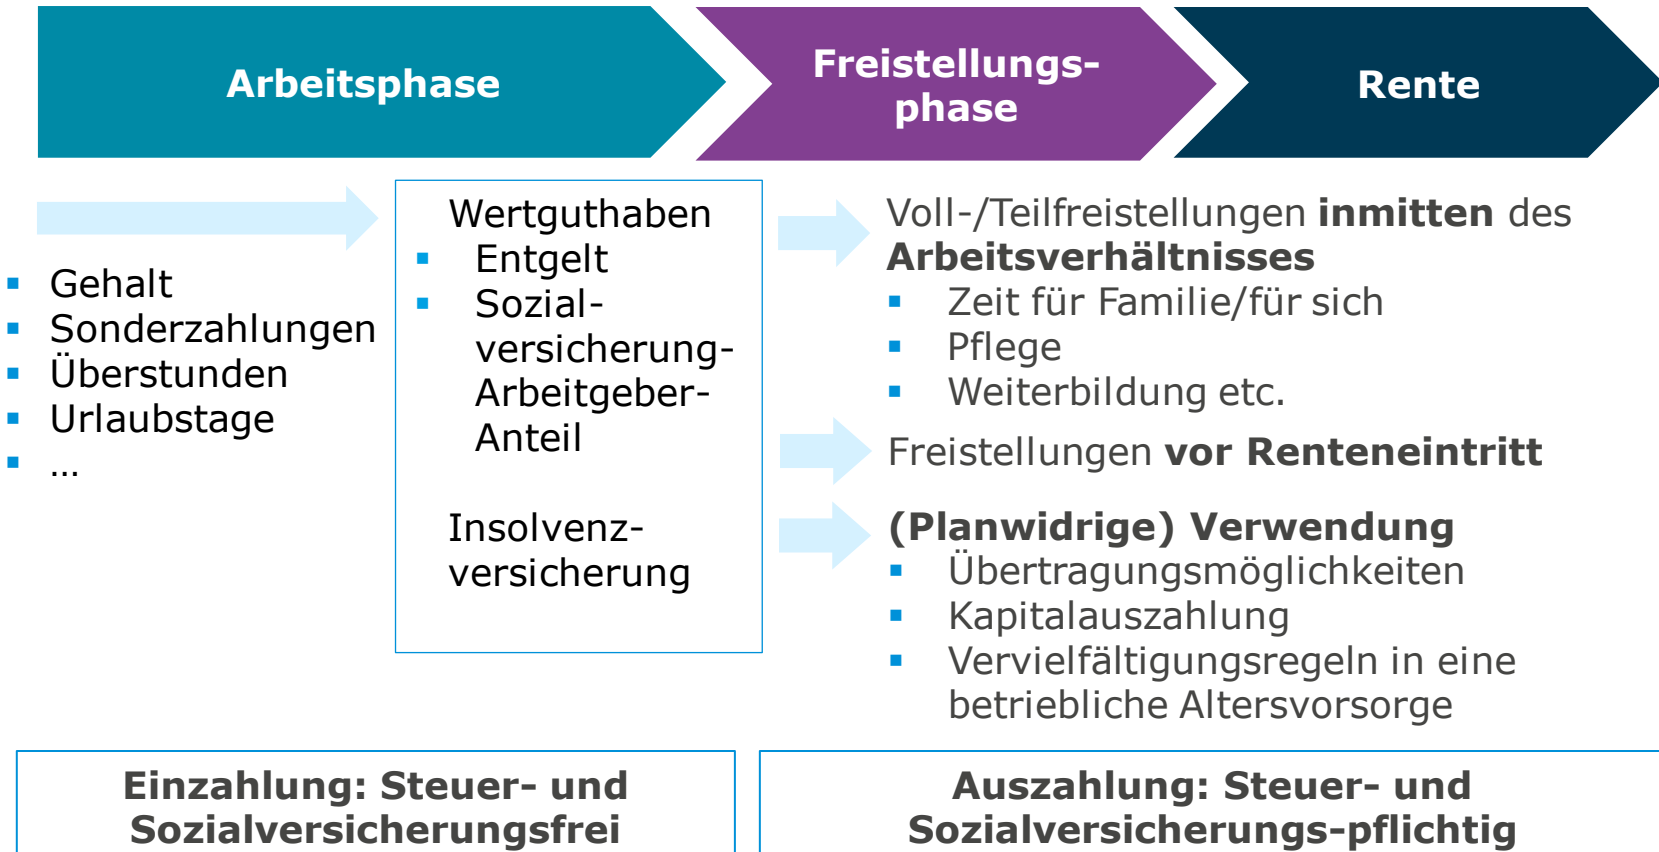 Arbeitsphase
Freistellungs-
phase
Rente
▪ Gehalt
▪ Sonderzahlungen
▪ Überstunden
▪ Urlaubstage
▪ …
Wertguthaben
▪ Entgelt
▪ Sozial-
versicherung-
Arbeitgeber-
Anteil
Insolvenz-
versicherung
Voll-/Teilfreistellungen inmitten des
Arbeitsverhältnisses
▪ Zeit für Familie/für sich
▪ Pflege
▪ Weiterbildung etc.
Freistellungen vor Renteneintritt
(Planwidrige) Verwendung
▪ Übertragungsmöglichkeiten
▪ Kapitalauszahlung
▪ Vervielfältigungsregeln in eine
betriebliche Altersvorsorge
Einzahlung: Steuer- und
Sozialversicherungsfrei
Auszahlung: Steuer- und
Sozialversicherungs-pflichtig